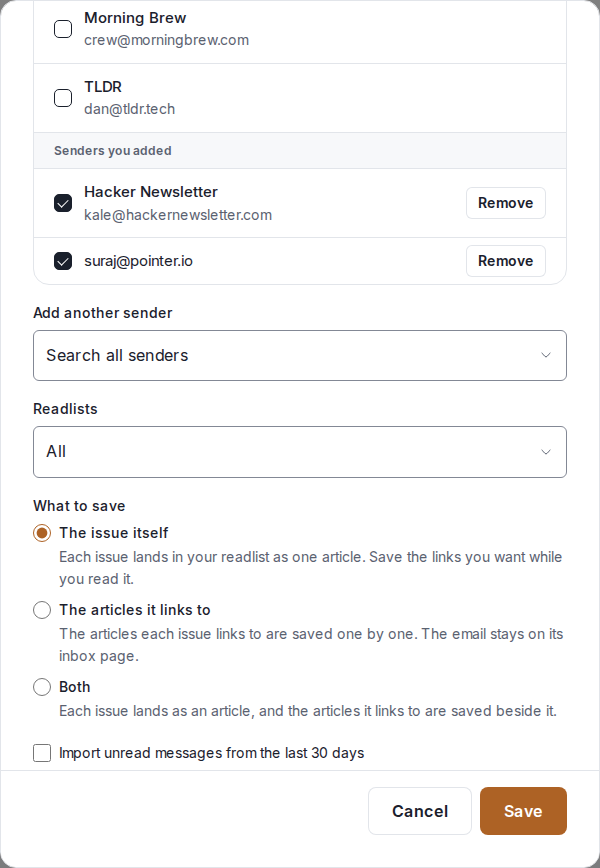 Morning Brew
crew@morningbrew.com
TLDR
dan@tldr.tech
Senders you added
Hacker Newsletter
kale@hackernewsletter.com
Remove
suraj@pointer.io
Remove
Add another sender
Search all senders
Readlists
All
What to save
The issue itself
Each issue lands in your readlist as one article. Save the links you want while
you read it.
The articles it links to
The articles each issue links to are saved one by one. The email stays on its
inbox page.
Both
Each issue lands as an article, and the articles it links to are saved beside it.
Import unread messages from the last 30 days
Cancel
Save